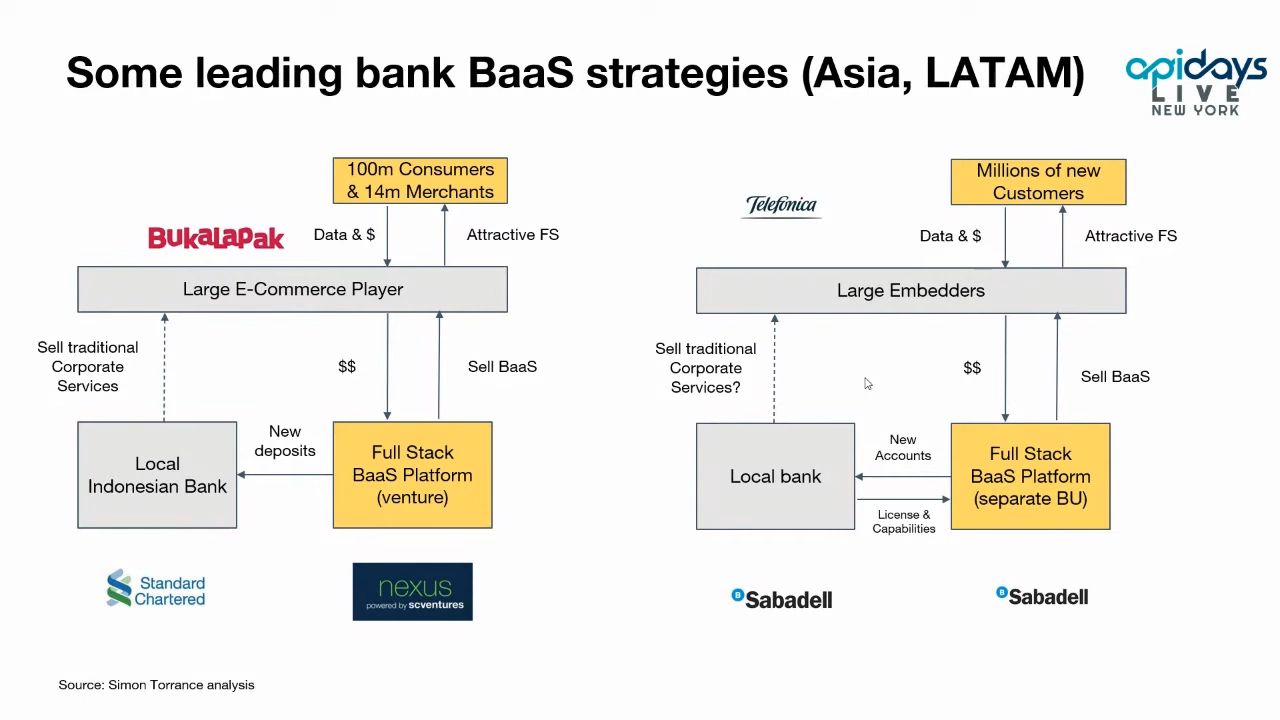 Some leading bank BaaS strategies (Asia, LATAM)
apidays
LIVE
NEW YORK
100m Consumers
& 14m Merchants
BUKALAPAK
Data & $
Attractive FS
Large E-Commerce Player
Sell traditional
Corporate
Services
$$
Sell BaaS
Local
Indonesian Bank
New
deposits
Full Stack
BaaS Platform
(venture)
Standard
Chartered
nexus
powered by scventures
Millions of new
Customers
Telefónica
Data & $
Attractive FS
Large Embedders
Sell traditional
Corporate
Services?
$$
Sell BaaS
Local bank
New
Accounts
License &
Capabilities
Full Stack
BaaS Platform
(separate BU)
B Sabadell
B Sabadell
Source: Simon Torrance analysis